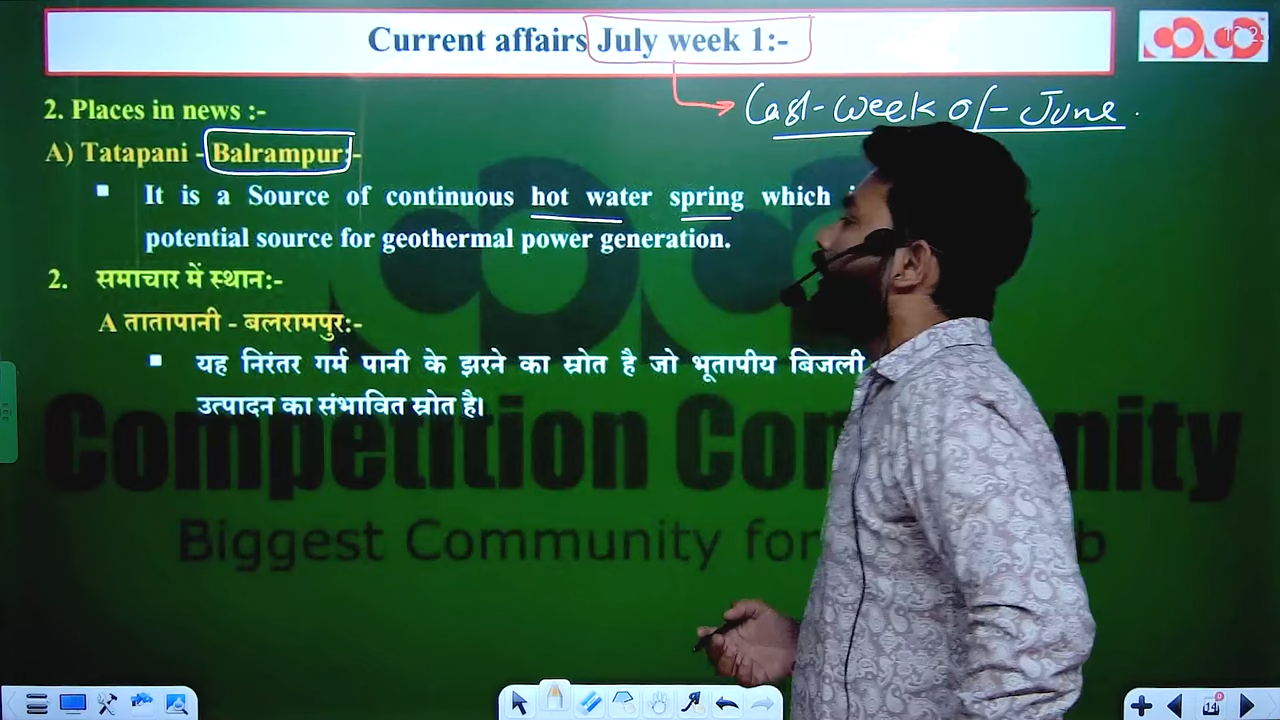 Current affairs July week 1:-
Last-week of- June
2. Places in news :-
A) Tatapani - Balrampur:-
▪ It is a Source of continuous hot water spring which
potential source for geothermal power generation.
2. समाचार में स्थान:-
A तातापानी - बलरामपुर:-
▪ यह निरंतर गर्म पानी के झरने का स्रोत है जो भूतापीय बिजली
उत्पादन का संभावित स्रोत है।
Competition
Biggest Community for
14